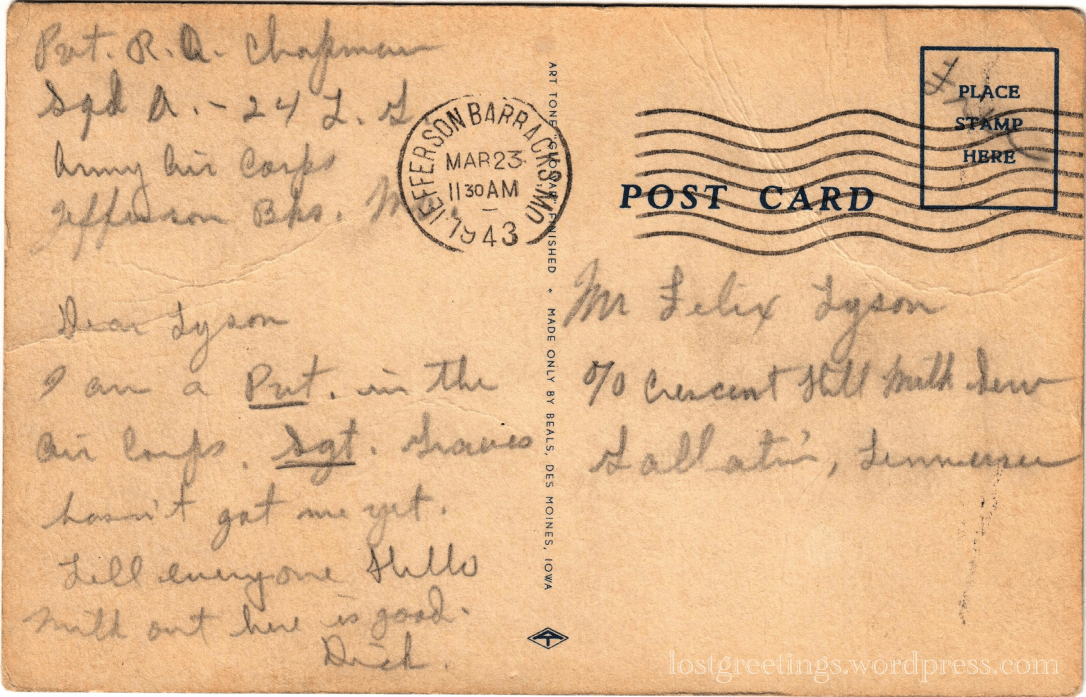 Pvt. R. A. Chapman
Sqd A. - 24 T. G
Army Air Corps
Jefferson Bks. Mo.
JEFFERSON BARRACKS, MO.
MAR 23
11 30 AM
1943
Dear Tyson
I am a Pvt. in the
Air Corps. Sgt. Graves
hasn't got me yet.
Tell everyone Hello
Milk out here is good.
Dick.
ART TONE "GLO-VAR" FINISHED * MADE ONLY BY BEALS, DES MOINES, IOWA
PLACE
STAMP
HERE
Free
POST CARD
Mr Felix Tyson
c/o Crescent Hill Milk
Gallatin, Tennessee
lostgreetings.wordpress.com